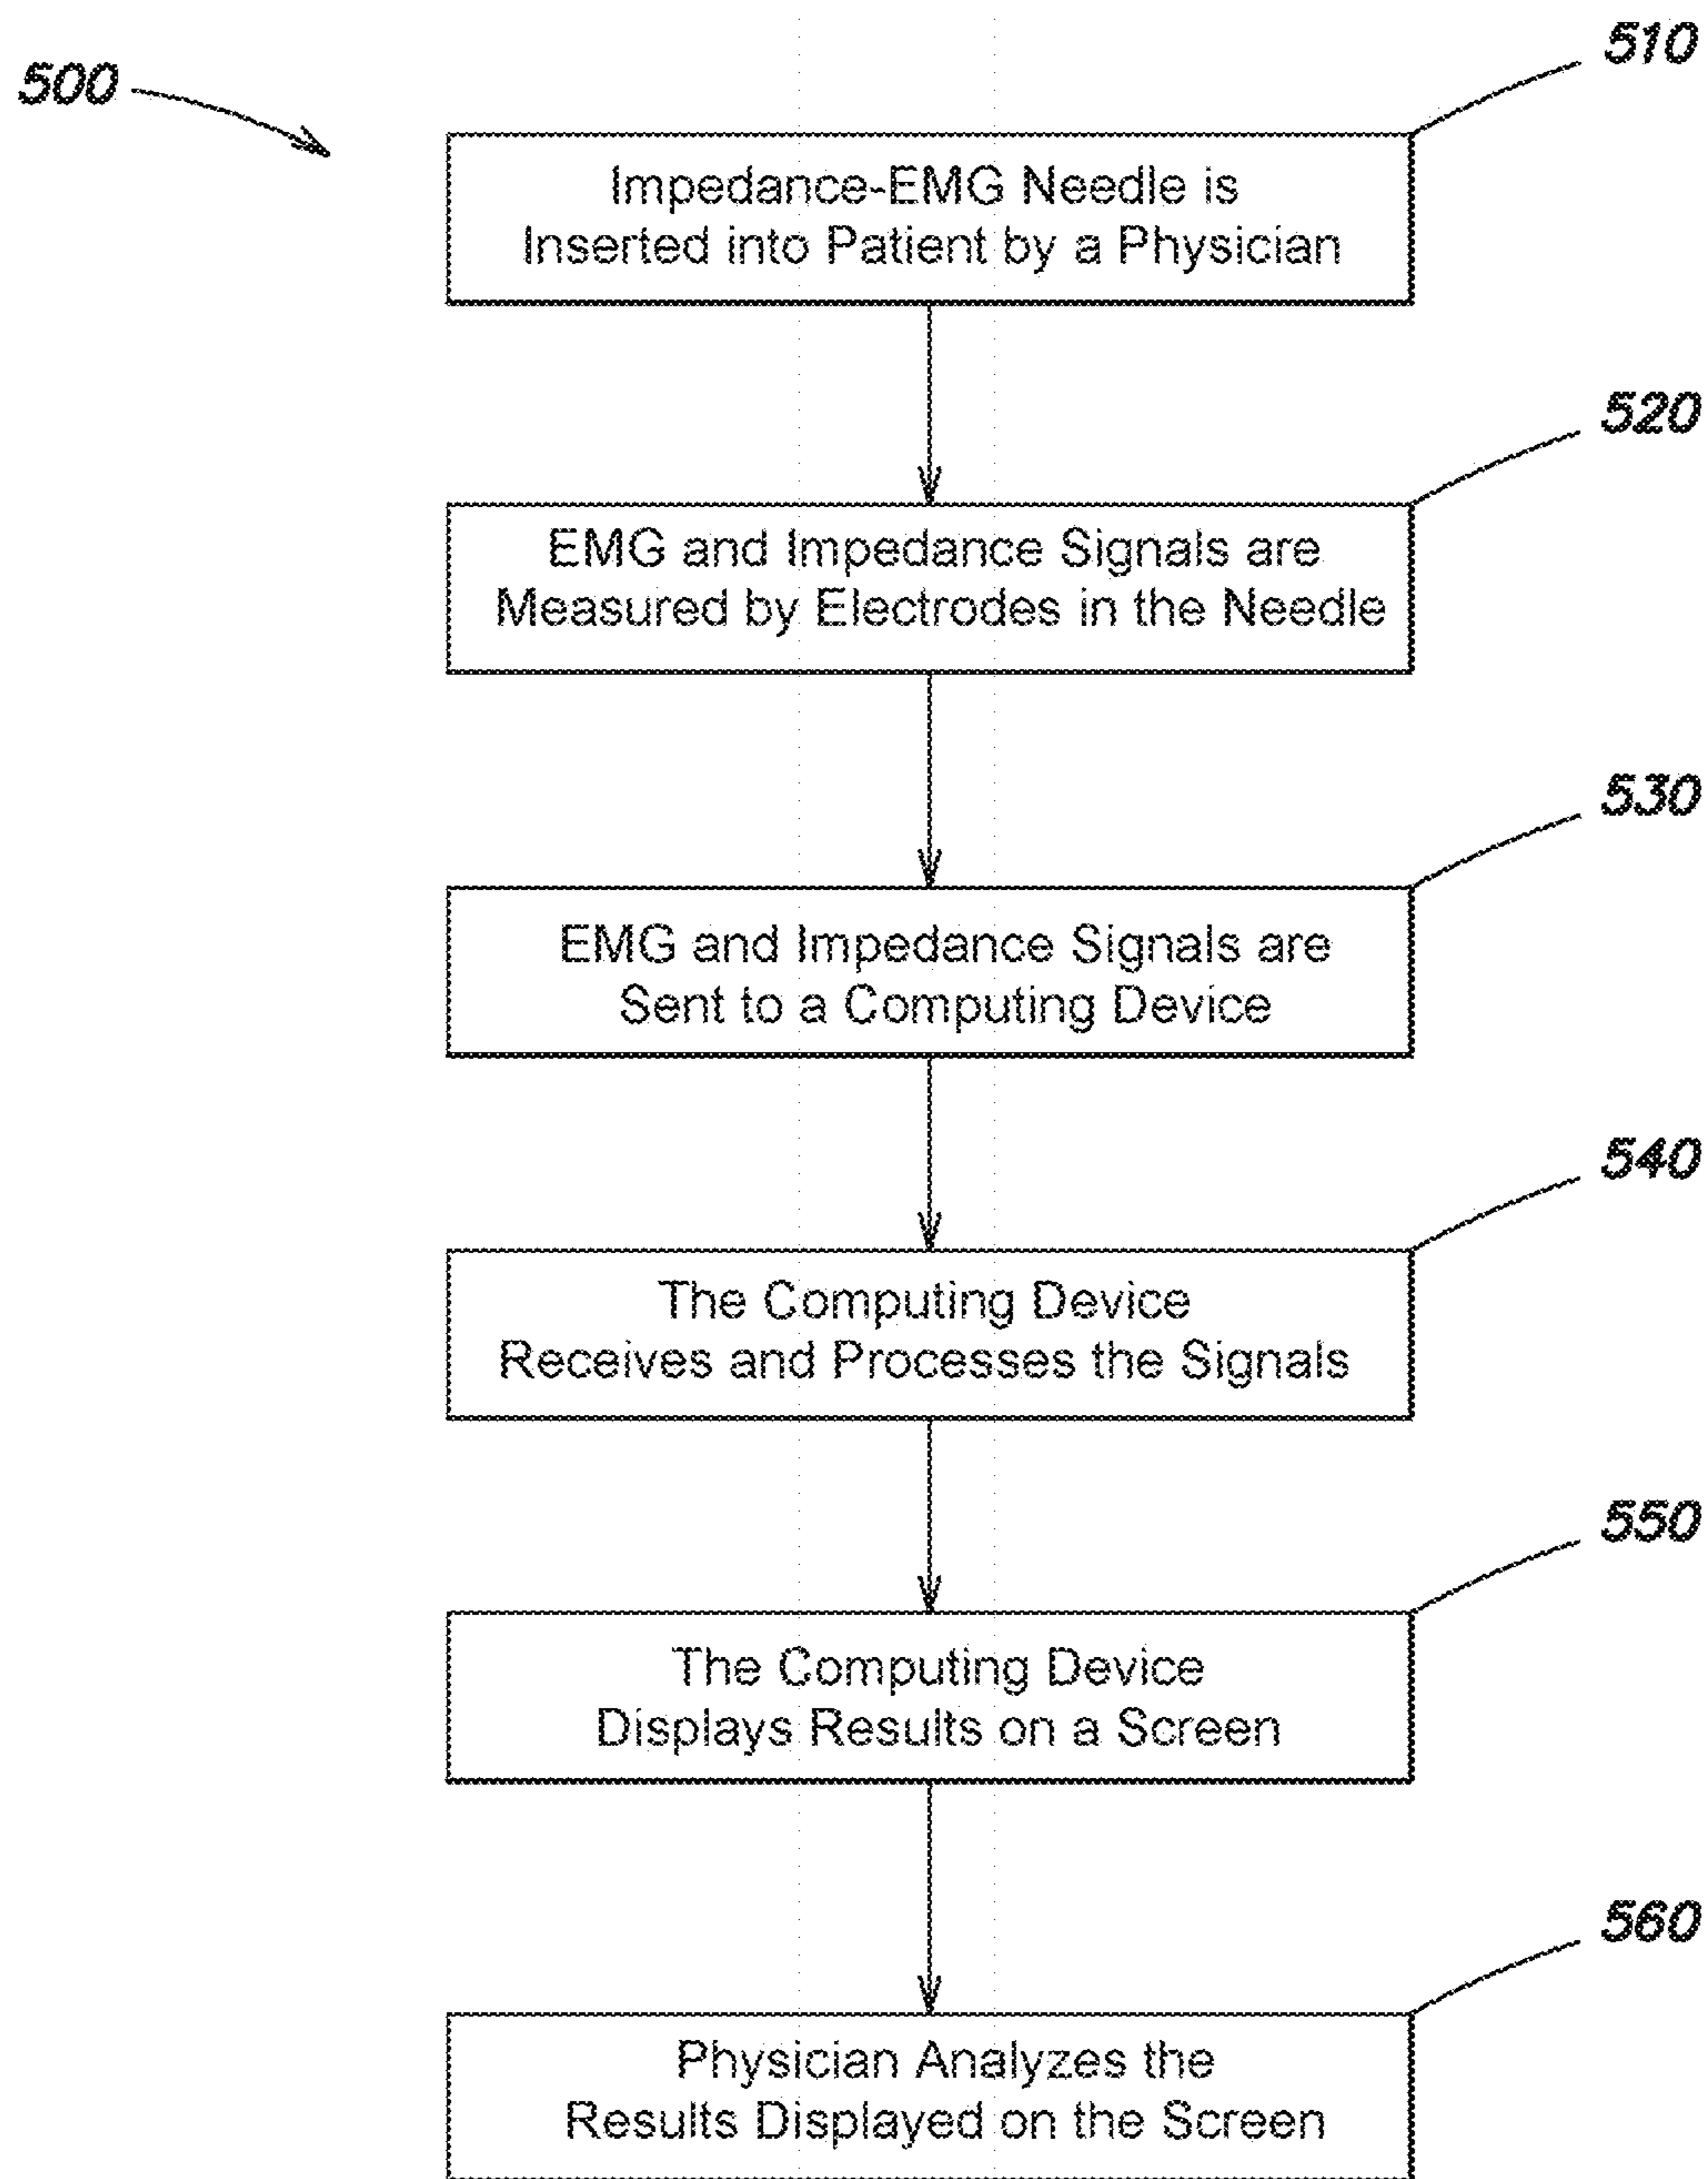 500
510
Impedance-EMG Needle is
Inserted into Patient by a Physician
520
EMG and Impedance Signals are
Measured by Electrodes in the Needle
530
EMG and Impedance Signals are
Sent to a Computing Device
540
The Computing Device
Receives and Processes the Signals
550
The Computing Device
Displays Results on a Screen
560
Physician Analyzes the
Results Displayed on the Screen